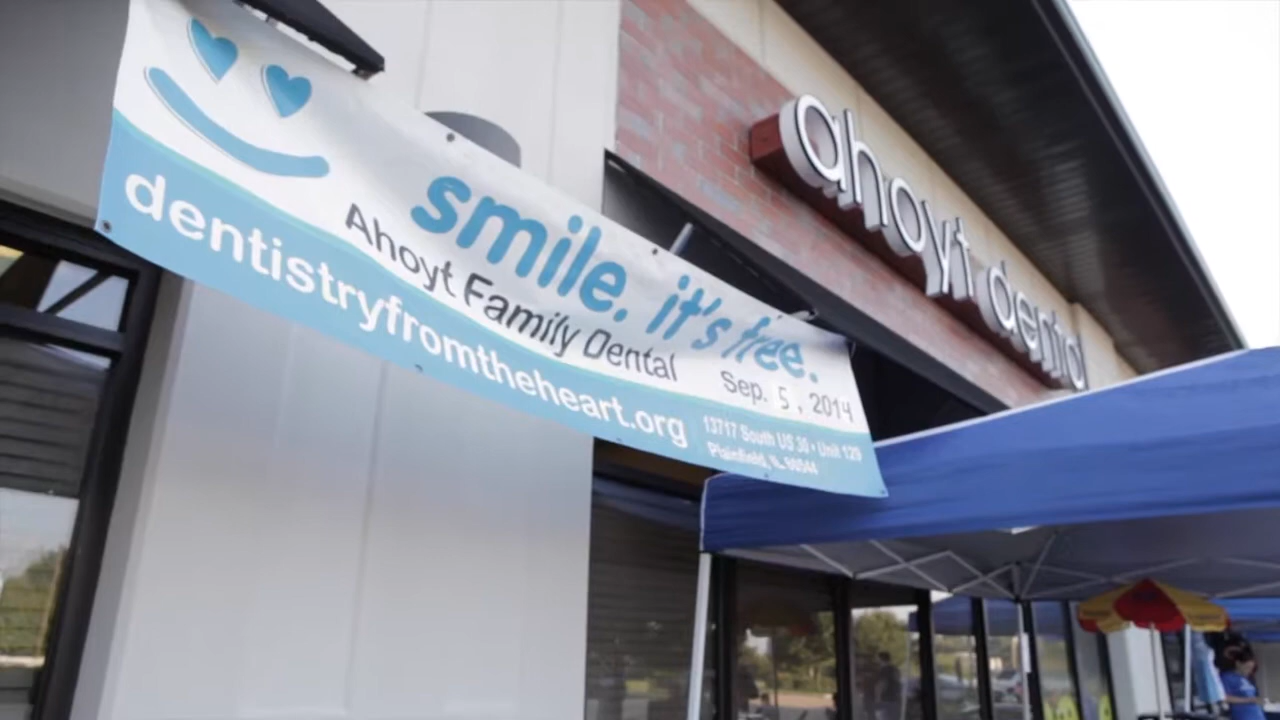 smile. it's free.
Ahoyt Family Dental
Sep. 5, 2014
dentistryfromtheheart.org
13717 South US 30 • Unit 129
Plainfield, IL 60544
ahoyt dental